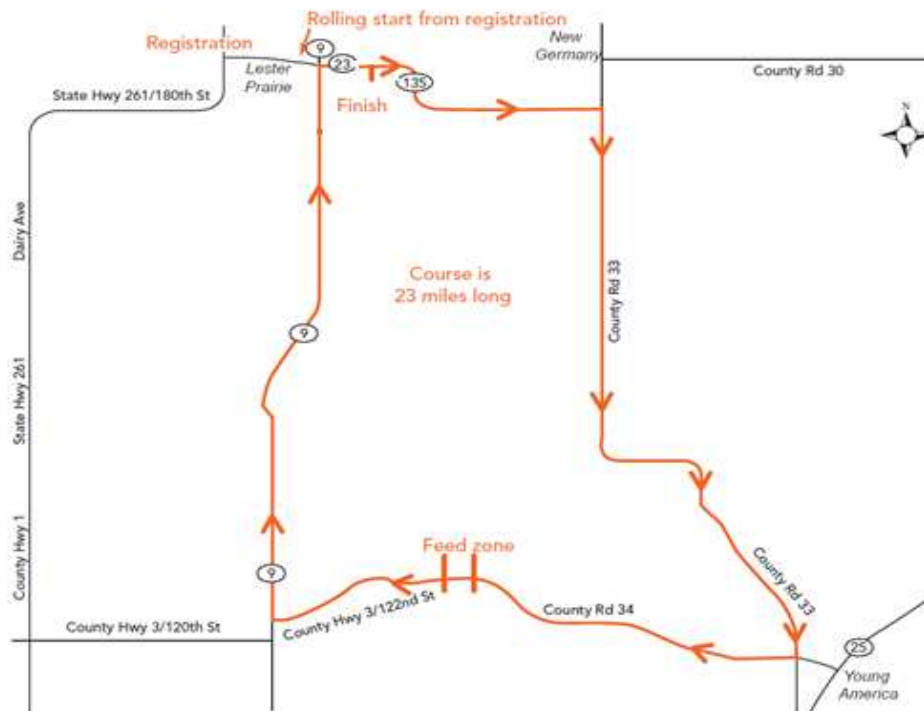 Rolling start from registration
New
Germany
Registration
9
23
Lester
Praine
County Rd 30
135
State Hwy 261/180th St
Finish
N
Dairy Ave
Course is
23 miles long
County Rd 33
9
State Hwy 261
County Hwy 1
Feed zone
9
County Rd 33
County Hwy 3/122nd St
County Rd 34
County Hwy 3/120th St
25
Young
America